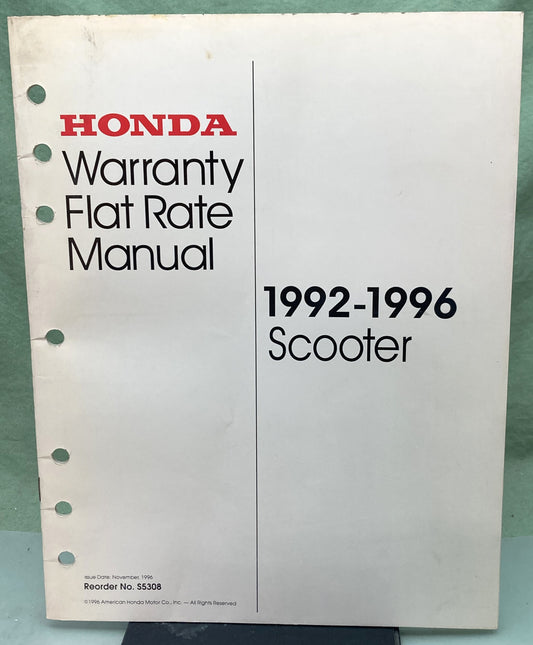 HONDA
Warranty
Flat Rate
Manual
1992-1996
Scooter
Issue Date: November, 1996
Reorder No. S5308
©1996 American Honda Motor Co., Inc. — All Rights Reserved